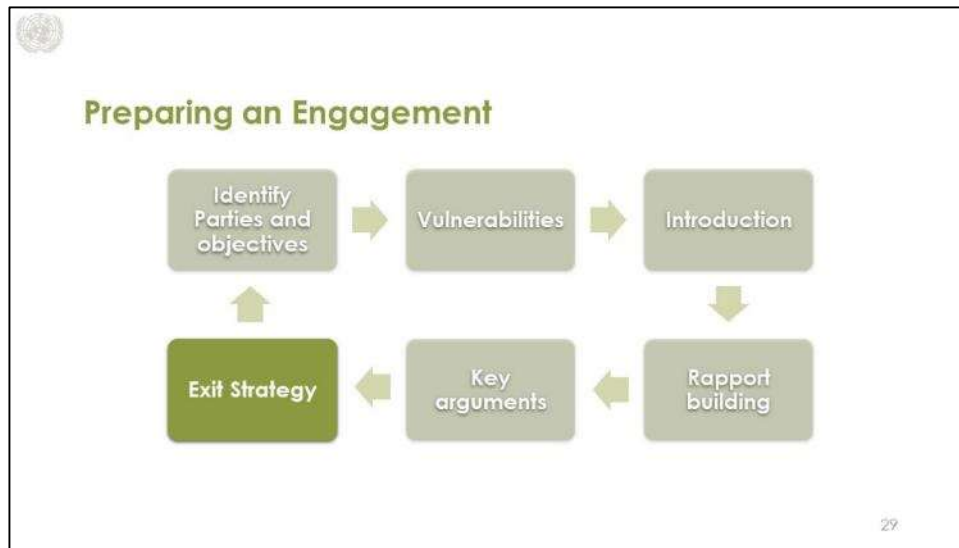 Preparing an Engagement
Identify
Parties and
objectives
Vulnerabilities
Introduction
Exit Strategy
Key
arguments
Rapport
building
29